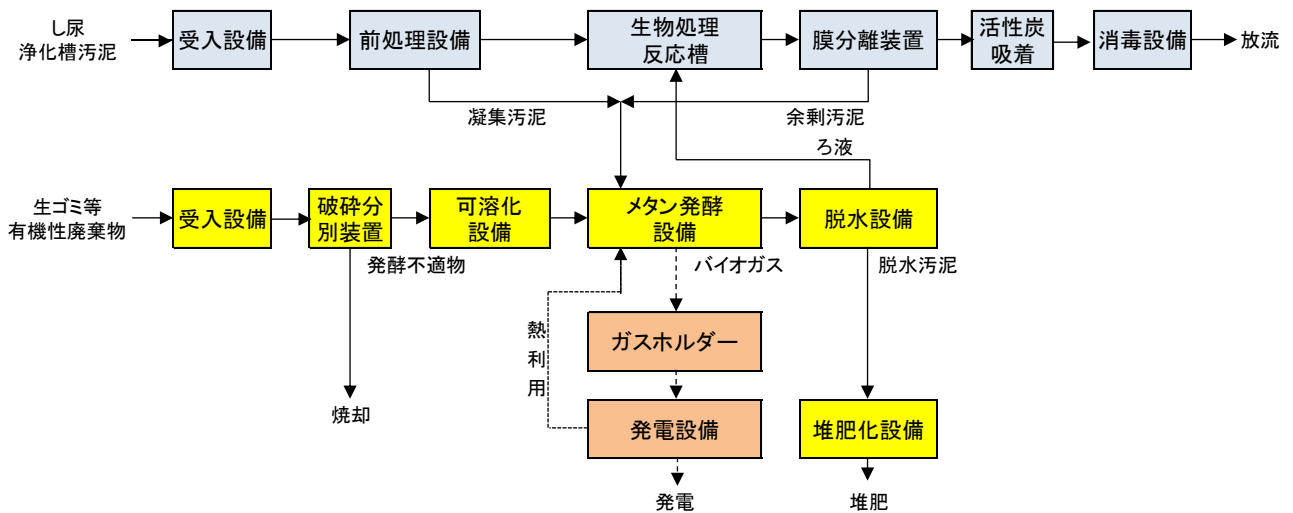 し尿
浄化槽汚泥
受入設備
前処理設備
生物処理
反応槽
膜分離装置
活性炭
吸着
消毒設備
放流
凝集汚泥
余剰汚泥
ろ液
生ゴミ等
有機性廃棄物
受入設備
破砕分
別装置
可溶化
設備
メタン発酵
設備
脱水設備
発酵不適物
バイオガス
脱水汚泥
熱
利
用
ガスホルダー
焼却
発電設備
堆肥化設備
発電
堆肥